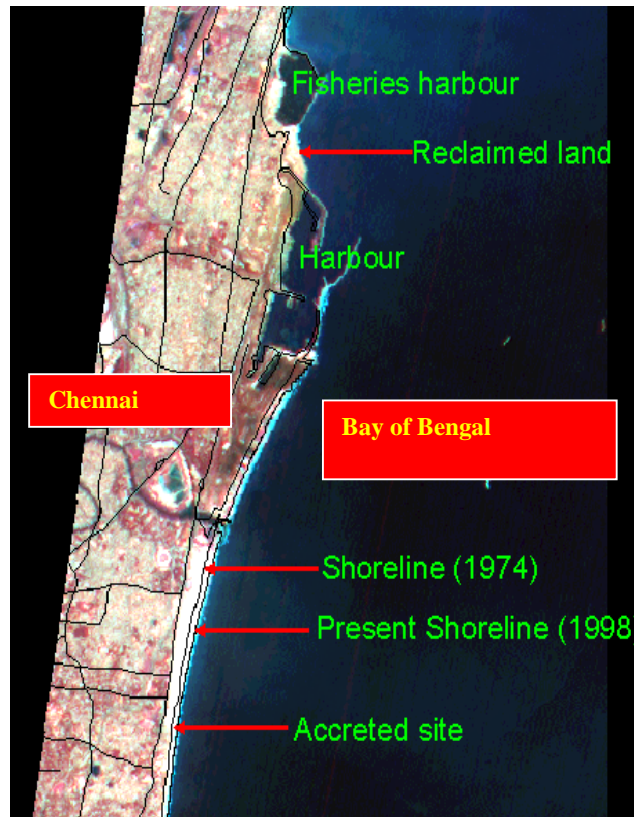 Fisheries harbour
Reclaimed land
Harbour
Chennai
Bay of Bengal
Shoreline (1974)
Present Shoreline (1998)
Accreted site